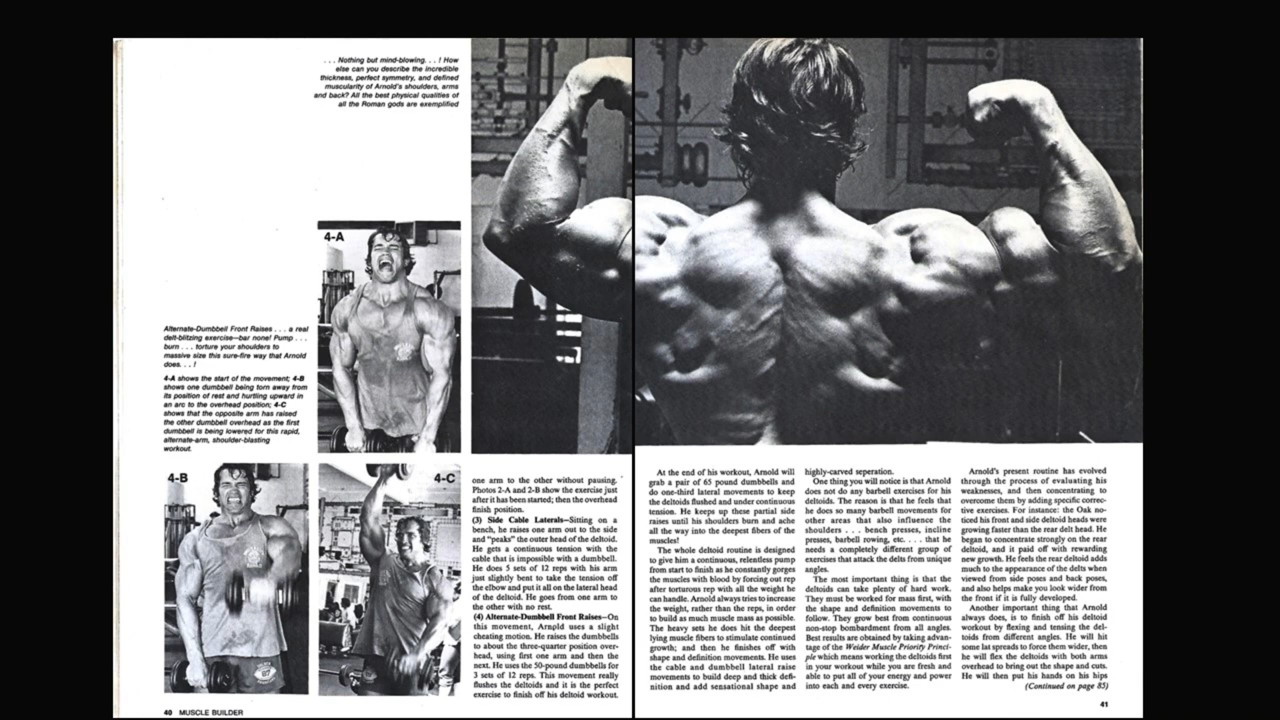 . . . Nothing but mind-blowing. . . ! How
else can you describe the incredible
thickness, perfect symmetry, and defined
muscularity of Arnold's shoulders, arms
and back? All the best physical qualities of
all the Roman gods are exemplified
4-A
Alternate-Dumbbell Front Raises . . . a real
delt-blitzing exercise—bar none! Pump . . .
burn . . . torture your shoulders to
massive size this sure-fire way that Arnold
does. . . !
4-A shows the start of the movement; 4-B
shows one dumbbell being torn away from
its position of rest and hurtling upward in
an arc to the overhead position; 4-C
shows that the opposite arm has raised
the other dumbbell overhead as the first
dumbbell is being lowered for this rapid,
alternate-arm, shoulder-blasting
workout.
4-B
4-C
one arm to the other without pausing.
Photos 2-A and 2-B show the exercise just
after it has been started; then the overhead
finish position.
(3) Side Cable Laterals—Sitting on a
bench, he raises one arm out to the side
and "peaks" the outer head of the deltoid.
He gets a continuous tension with the
cable that is impossible with a dumbbell.
He does 5 sets of 12 reps with his arm
just slightly bent to take the tension off
the elbow and put it all on the lateral head
of the deltoid. He goes from one arm to
the other with no rest.
(4) Alternate-Dumbbell Front Raises—On
this movement, Arnold uses a slight
cheating motion. He raises the dumbbells
to about the three-quarter position over-
head, using first one arm and then the
next. He uses the 50-pound dumbbells for
3 sets of 12 reps. This movement really
flushes the deltoids and it is the perfect
exercise to finish off his deltoid workout.
40 MUSCLE BUILDER
At the end of his workout, Arnold will
grab a pair of 65 pound dumbbells and
do one-third lateral movements to keep
the deltoids flushed and under continuous
tension. He keeps up these partial side
raises until his shoulders burn and ache
all the way into the deepest fibers of the
muscles!
The whole deltoid routine is designed
to give him a continuous, relentless pump
from start to finish as he constantly gorges
the muscles with blood by forcing out rep
after torturous rep with all the weight he
can handle. Arnold always tries to increase
the weight, rather than the reps, in order
to build as much muscle mass as possible.
The heavy sets he does hit the deepest
lying muscle fibers to stimulate continued
growth; and then he finishes off with
shape and definition movements. He uses
the cable and dumbbell lateral raise
movements to build deep and thick defi-
nition and add sensational shape and
highly-carved seperation.
One thing you will notice is that Arnold
does not do any barbell exercises for his
deltoids. The reason is that he feels that
he does so many barbell movements for
other areas that also influence the
shoulders . . . bench presses, incline
presses, barbell rowing, etc. . . . that he
needs a completely different group of
exercises that attack the delts from unique
angles.
The most important thing is that the
deltoids can take plenty of hard work.
They must be worked for mass first, with
the shape and definition movements to
follow. They grow best from continuous
non-stop bombardment from all angles.
Best results are obtained by taking advan-
tage of the Weider Muscle Priority Princi-
ple which means working the deltoids first
in your workout while you are fresh and
able to put all of your energy and power
into each and every exercise.
Arnold's present routine has evolved
through the process of evaluating his
weaknesses, and then concentrating to
overcome them by adding specific correc-
tive exercises. For instance: the Oak no-
ticed his front and side deltoid heads were
growing faster than the rear delt head. He
began to concentrate strongly on the rear
deltoid, and it paid off with rewarding
new growth. He feels the rear deltoid adds
much to the appearance of the delts when
viewed from side poses and back poses,
and also helps make you look wider from
the front if it is fully developed.
Another important thing that Arnold
always does, is to finish off his deltoid
workout by flexing and tensing the del-
toids from different angles. He will hit
some lat spreads to force them wider, then
he will flex the deltoids with both arms
overhead to bring out the shape and cuts.
He will then put his hands on his hips
(Continued on page 85)
41